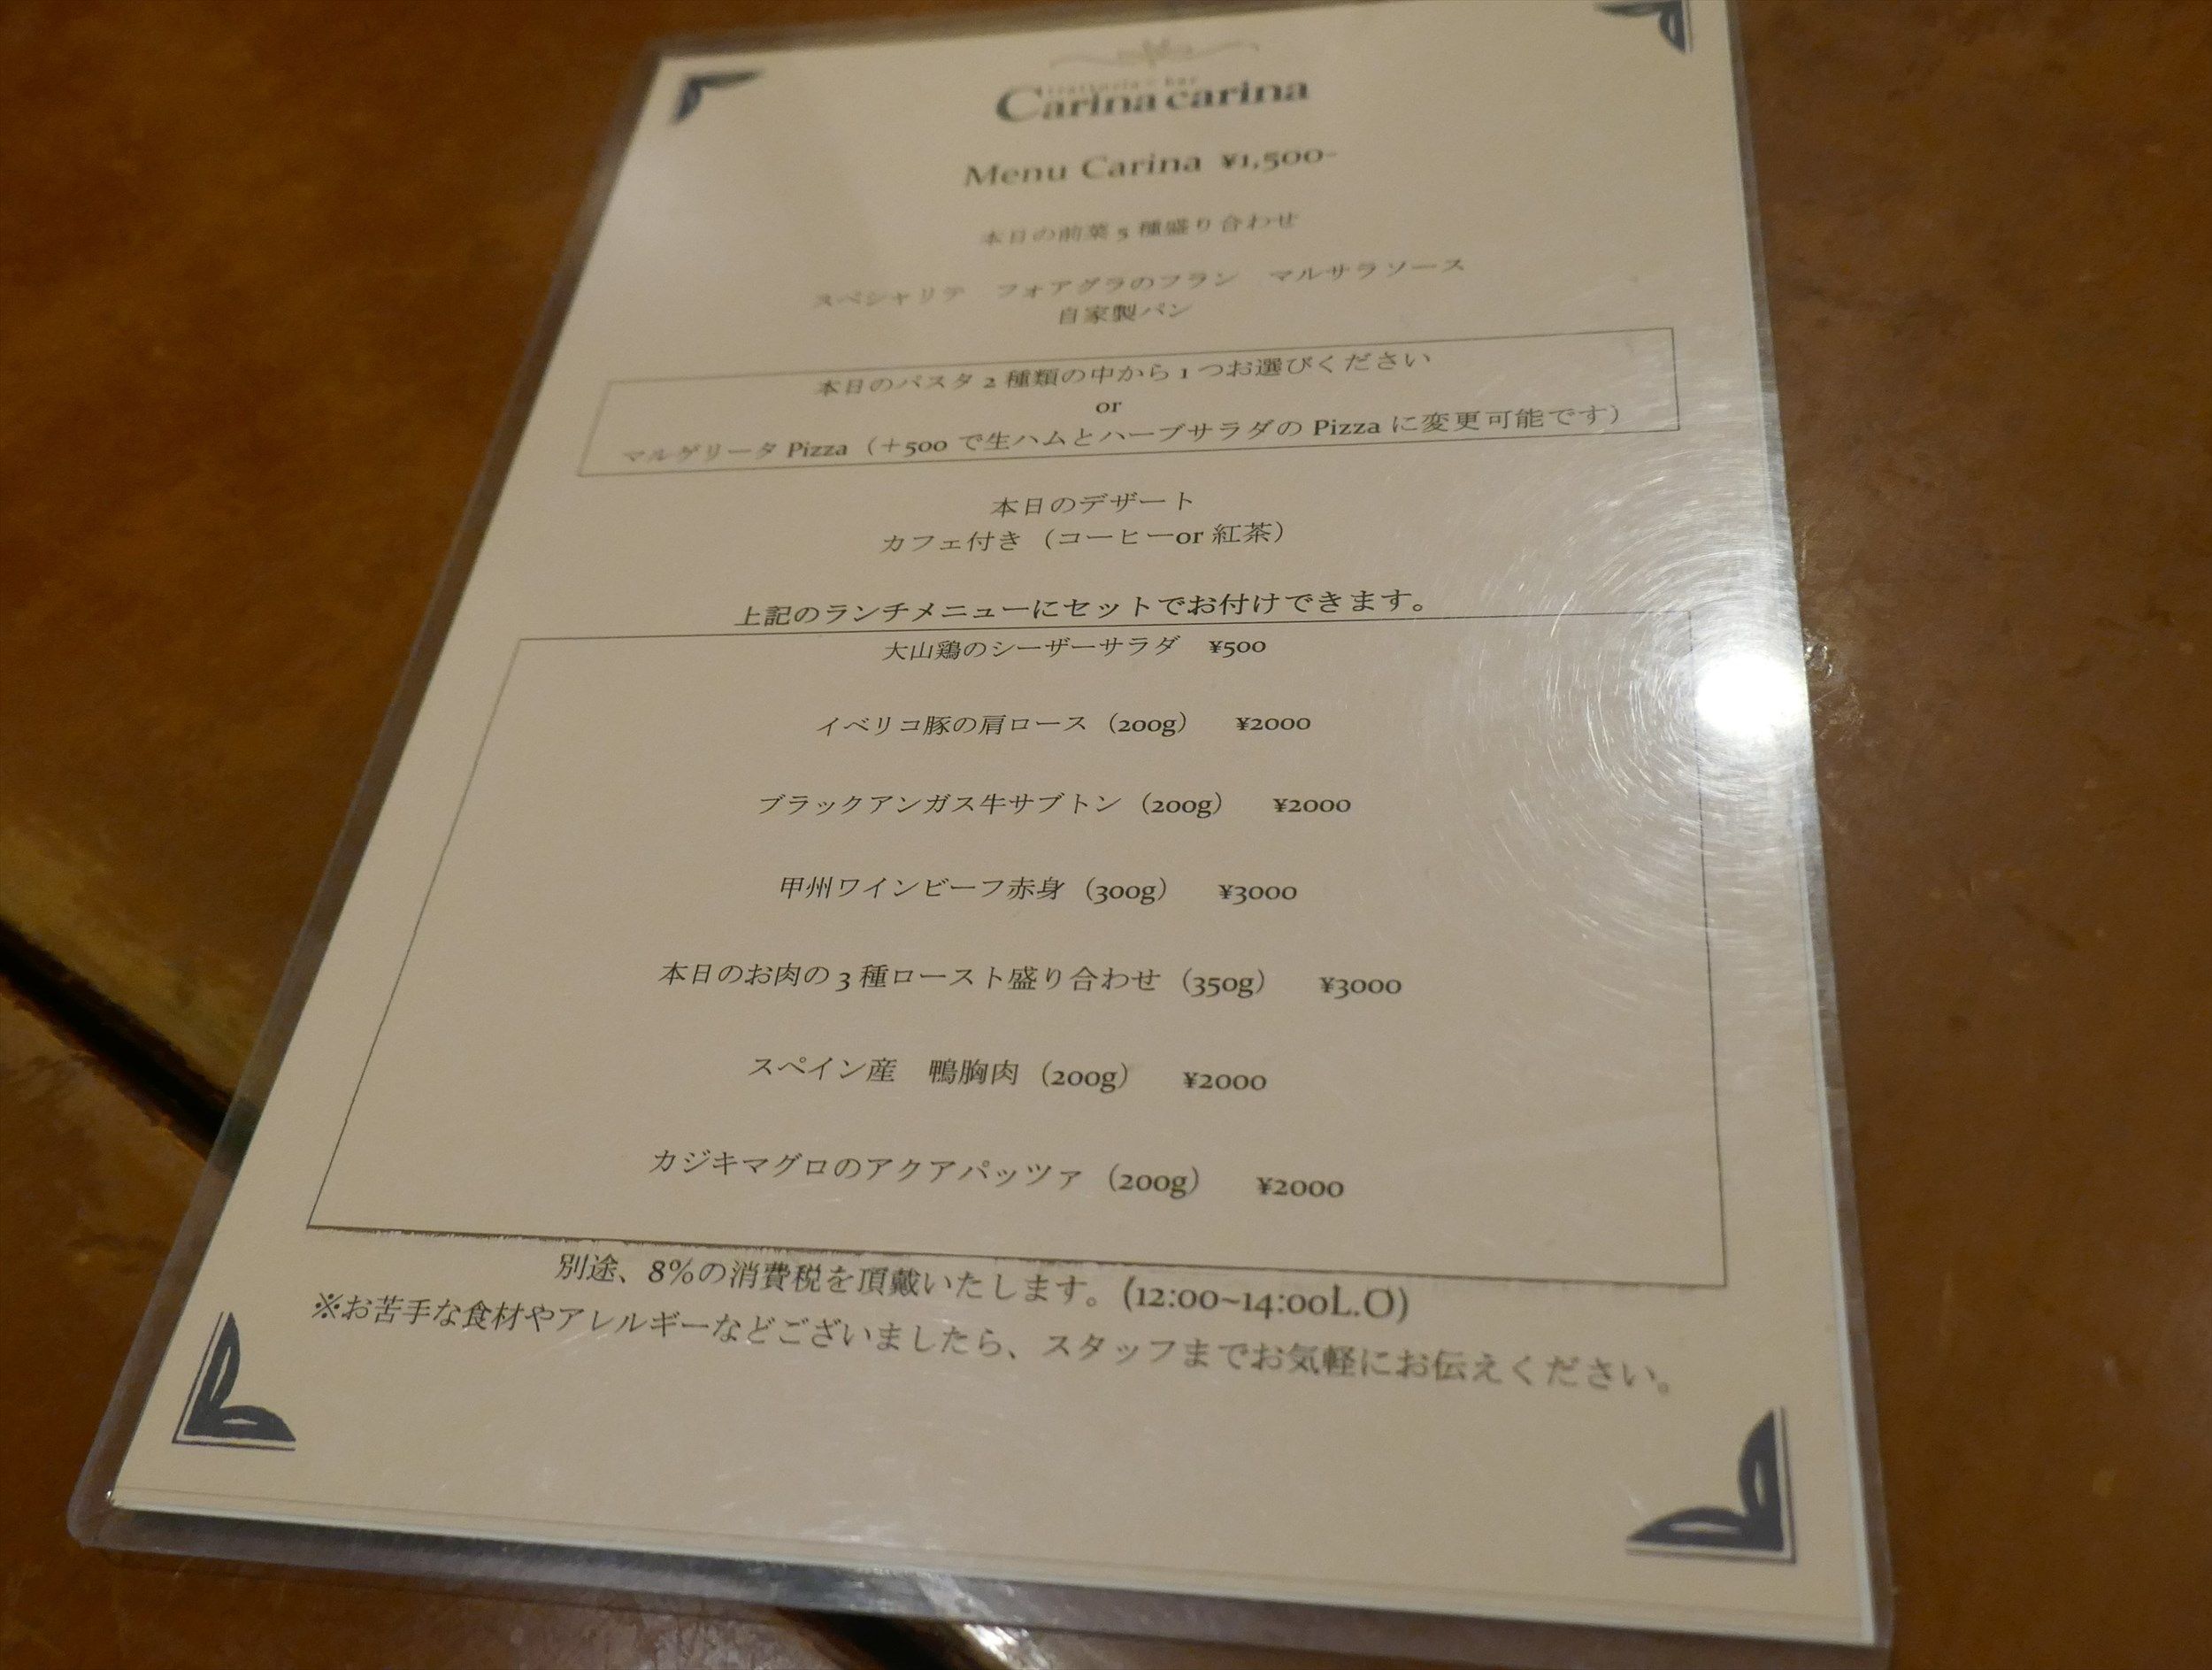 trattoria + bar
Carina carina
Menu Carina ¥1,500-
本日の前菜5種盛り合わせ
スペシャリテ　フォアグラのフラン　マルサラソース
自家製パン
本日のパスタ2種類の中から1つお選びください
or
マルゲリータ Pizza（＋500 で生ハムとハーブサラダの Pizza に変更可能です）
本日のデザート
カフェ付き（コーヒーor 紅茶）
上記のランチメニューにセットでお付けできます。
大山鶏のシーザーサラダ　¥500
イベリコ豚の肩ロース（200g）　¥2000
ブラックアンガス牛サブトン（200g）　¥2000
甲州ワインビーフ赤身（300g）　¥3000
本日のお肉の3種ロースト盛り合わせ（350g）　¥3000
スペイン産　鴨胸肉（200g）　¥2000
カジキマグロのアクアパッツァ（200g）　¥2000
別途、8%の消費税を頂戴いたします。(12:00~14:00L.O)
※お苦手な食材やアレルギーなどございましたら、スタッフまでお気軽にお伝えください。